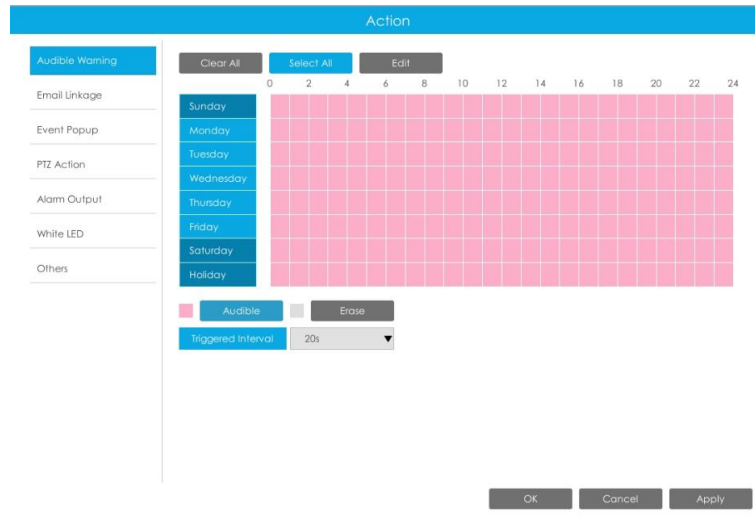 Action
Audible Warning
Email Linkage
Event Popup
PTZ Action
Alarm Output
White LED
Others
Clear All Select All Edit
0 2 4 6 8 10 12 14 16 18 20 22 24
Sunday
Monday
Tuesday
Wednesday
Thursday
Friday
Saturday
Holiday
Audible Erase
Triggered Interval 20s
OK Cancel Apply